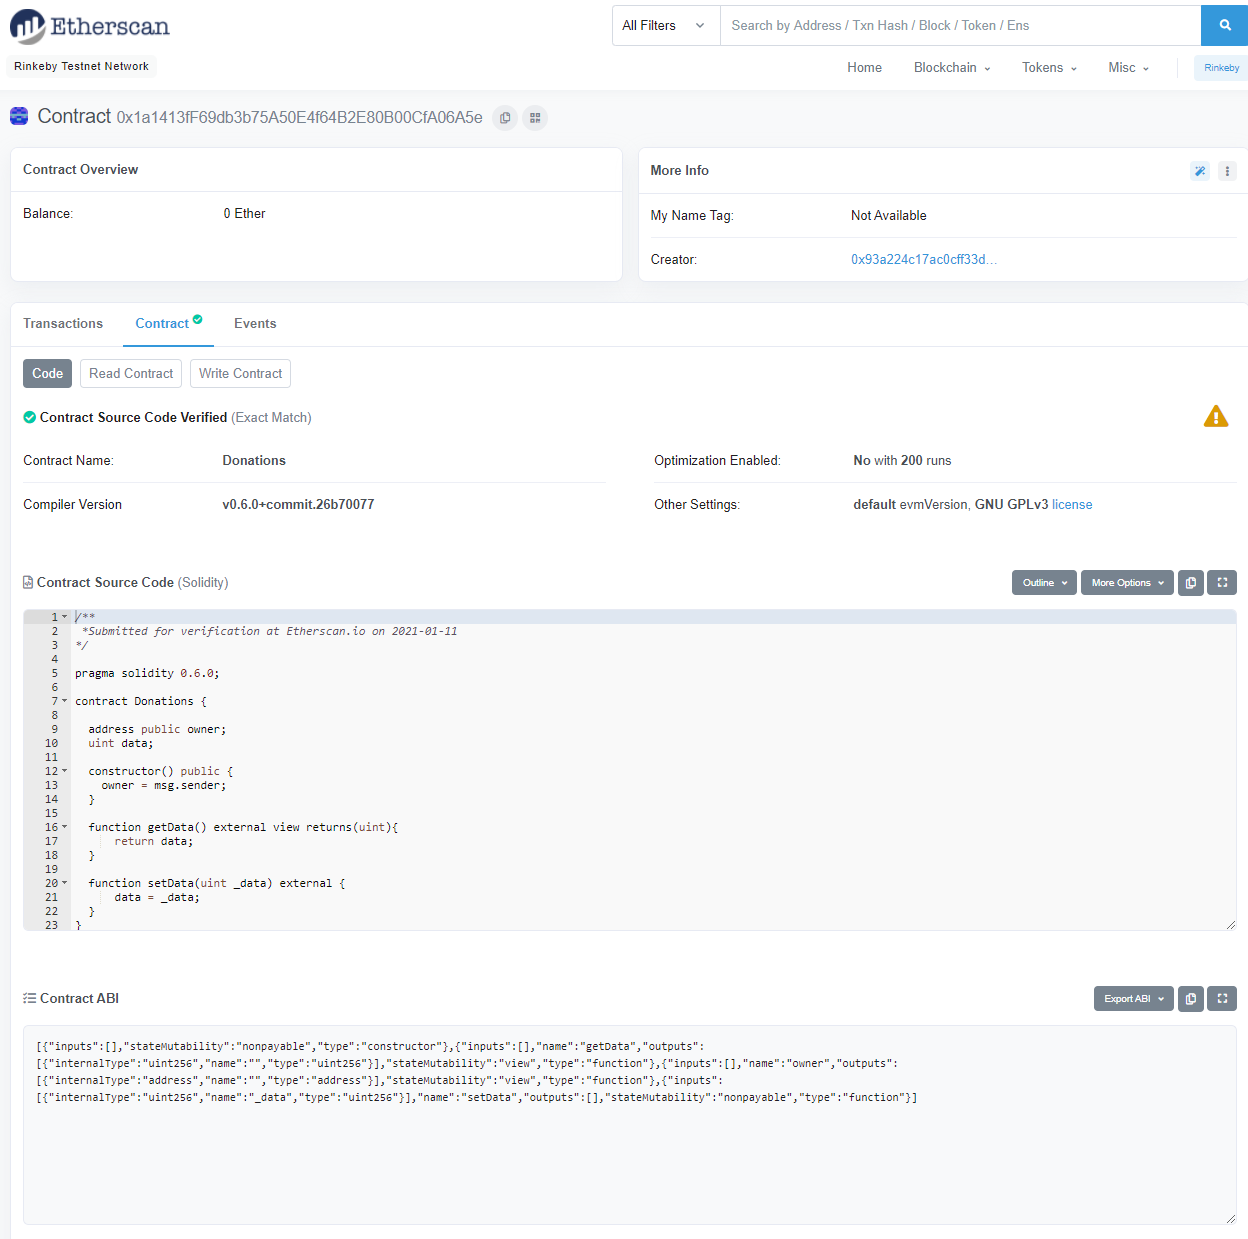 Etherscan
All Filters
Search by Address / Txn Hash / Block / Token / Ens
Rinkeby Testnet Network
Home Blockchain Tokens Misc Rinkeby
Contract 0x1a1413fF69db3b75A50E4f64B2E80B00CfA06A5e
Contract Overview
Balance: 0 Ether
More Info
My Name Tag: Not Available
Creator: 0x93a224c17ac0cff33d...
Transactions Contract Events
Code Read Contract Write Contract
Contract Source Code Verified (Exact Match)
Contract Name: Donations
Optimization Enabled: No with 200 runs
Compiler Version v0.6.0+commit.26b70077
Other Settings: default evmVersion, GNU GPLv3 license
Contract Source Code (Solidity)
Outline More Options
1 /**
2 *Submitted for verification at Etherscan.io on 2021-01-11
3 */
4
5 pragma solidity 0.6.0;
6
7 contract Donations {
8
9 address public owner;
10 uint data;
11
12 constructor() public {
13 owner = msg.sender;
14 }
15
16 function getData() external view returns(uint){
17 return data;
18 }
19
20 function setData(uint _data) external {
21 data = _data;
22 }
23 }
Contract ABI
Export ABI
[{"inputs":[],"stateMutability":"nonpayable","type":"constructor"},{"inputs":[],"name":"getData","outputs":
[{"internalType":"uint256","name":"","type":"uint256"}],"stateMutability":"view","type":"function"},{"inputs":[],"name":"owner","outputs":
[{"internalType":"address","name":"","type":"address"}],"stateMutability":"view","type":"function"},{"inputs":
[{"internalType":"uint256","name":"_data","type":"uint256"}],"name":"setData","outputs":[],"stateMutability":"nonpayable","type":"function"}]